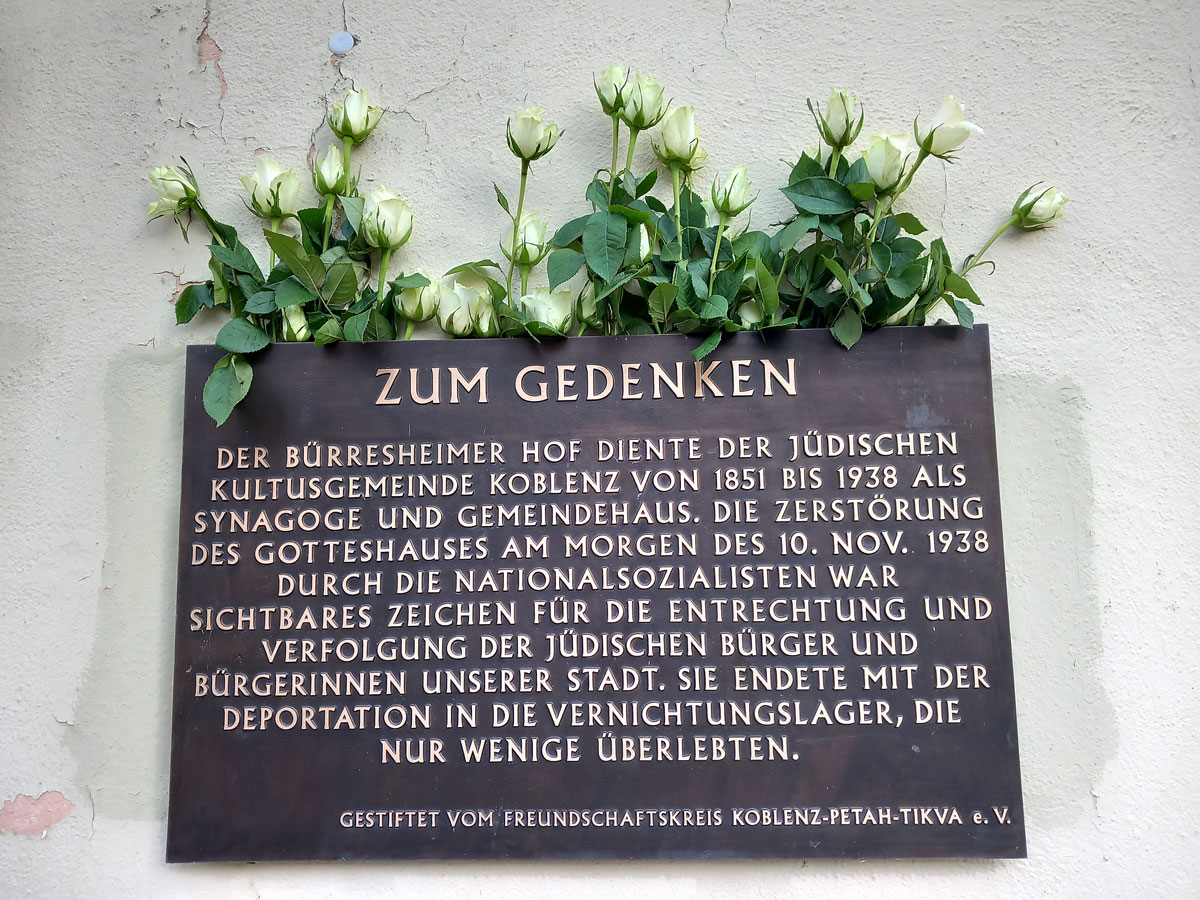 ZUM GEDENKEN
DER BÜRRESHEIMER HOF DIENTE DER JÜDISCHEN
KULTUSGEMEINDE KOBLENZ VON 1851 BIS 1938 ALS
SYNAGOGE UND GEMEINDEHAUS. DIE ZERSTÖRUNG
DES GOTTESHAUSES AM MORGEN DES 10. NOV. 1938
DURCH DIE NATIONALSOZIALISTEN WAR
SICHTBARES ZEICHEN FÜR DIE ENTRECHTUNG UND
VERFOLGUNG DER JÜDISCHEN BÜRGER UND
BÜRGERINNEN UNSERER STADT. SIE ENDETE MIT DER
DEPORTATION IN DIE VERNICHTUNGSLAGER, DIE
NUR WENIGE ÜBERLEBTEN.
GESTIFTET VOM FREUNDSCHAFTSKREIS KOBLENZ-PETAH-TIKVA e. V.